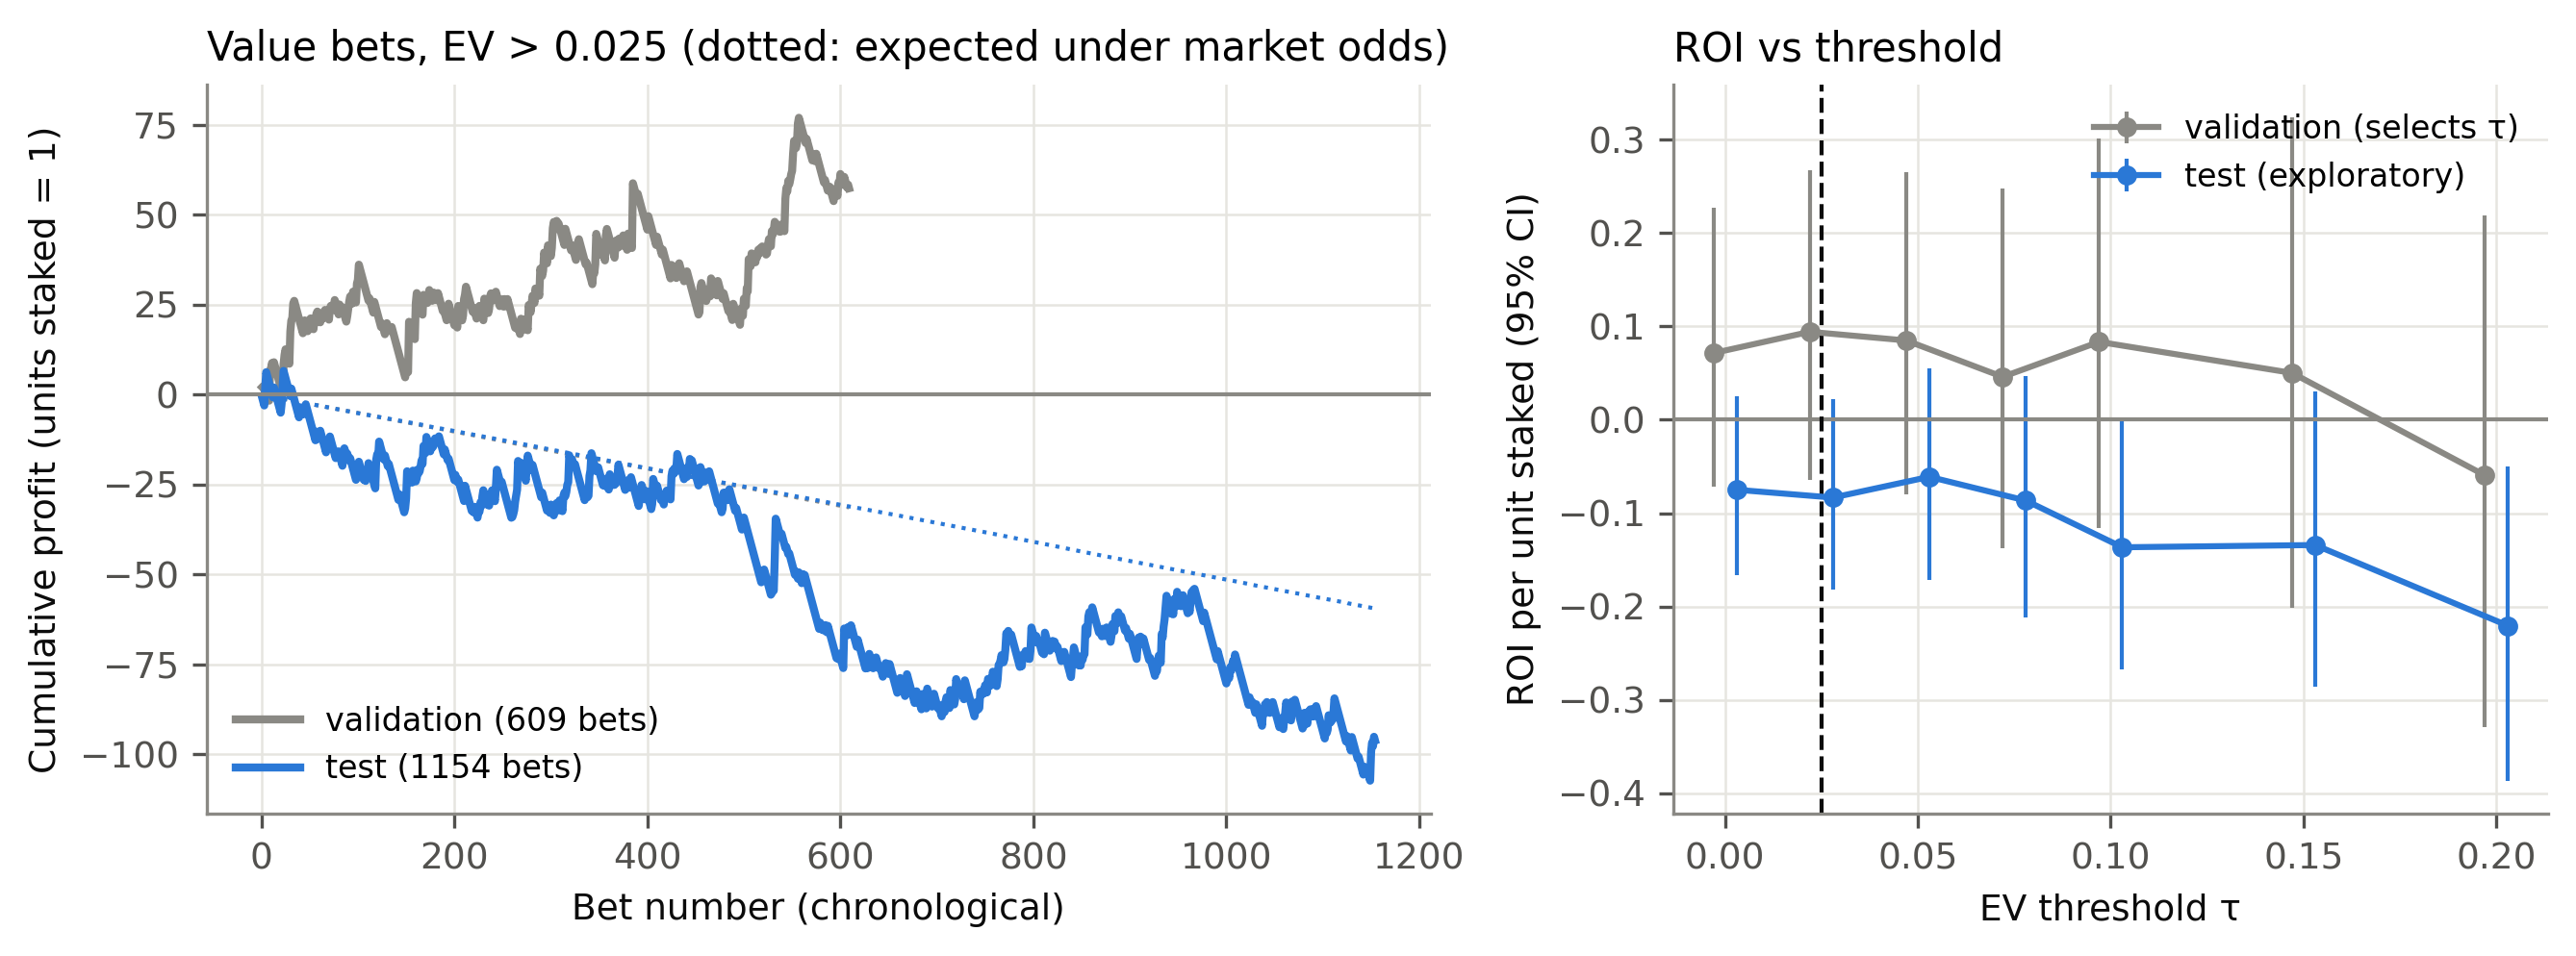 Value bets, EV > 0.025 (dotted: expected under market odds)
Cumulative profit (units staked = 1)
75
50
25
0
−25
−50
−75
−100
validation (609 bets)
test (1154 bets)
0 200 400 600 800 1000 1200
Bet number (chronological)
ROI vs threshold
ROI per unit staked (95% CI)
0.3
0.2
0.1
0.0
−0.1
−0.2
−0.3
−0.4
validation (selects τ)
test (exploratory)
0.00 0.05 0.10 0.15 0.20
EV threshold τ